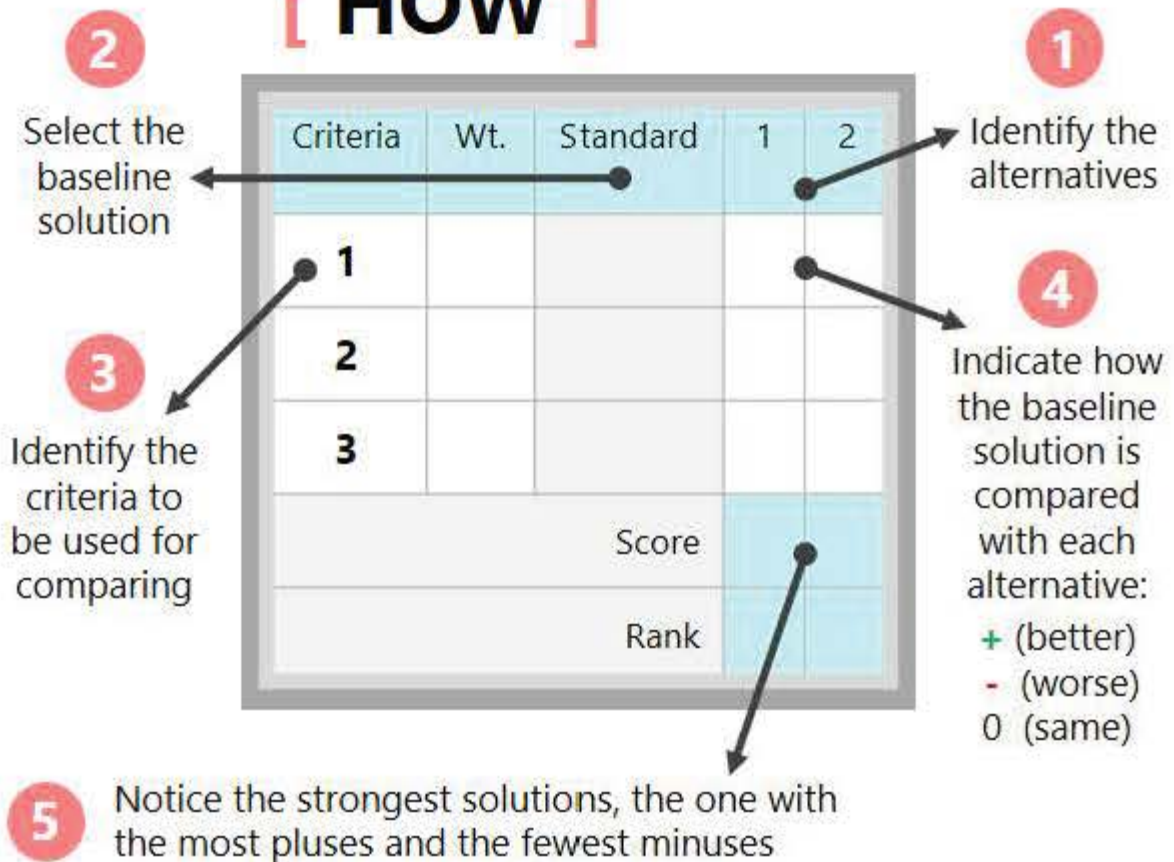 [ HOW ]
2
Select the
baseline
solution
1
Identify the
alternatives
Criteria Wt. Standard 1 2
1
2
3
Score
Rank
3
Identify the
criteria to
be used for
comparing
4
Indicate how
the baseline
solution is
compared
with each
alternative:
+ (better)
- (worse)
0 (same)
5
Notice the strongest solutions, the one with
the most pluses and the fewest minuses